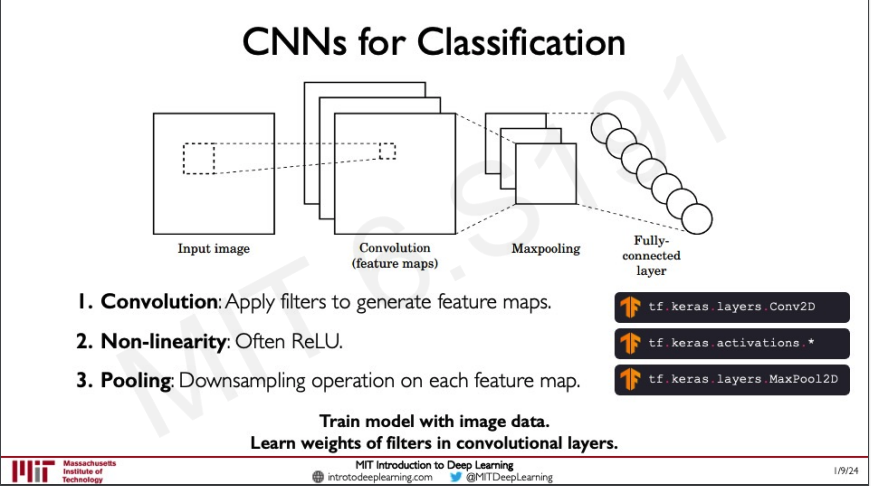 CNNs for Classification
Input image
Convolution
(feature maps)
Maxpooling
Fully-
connected
layer
1. Convolution: Apply filters to generate feature maps.
tf.keras.layers.Conv2D
2. Non-linearity: Often ReLU.
tf.keras.activations.*
3. Pooling: Downsampling operation on each feature map.
tf.keras.layers.MaxPool2D
Train model with image data.
Learn weights of filters in convolutional layers.
MIT 6.S191
Massachusetts
Institute of
Technology
MIT Introduction to Deep Learning
introtodeeplearning.com @MITDeepLearning
1/9/24